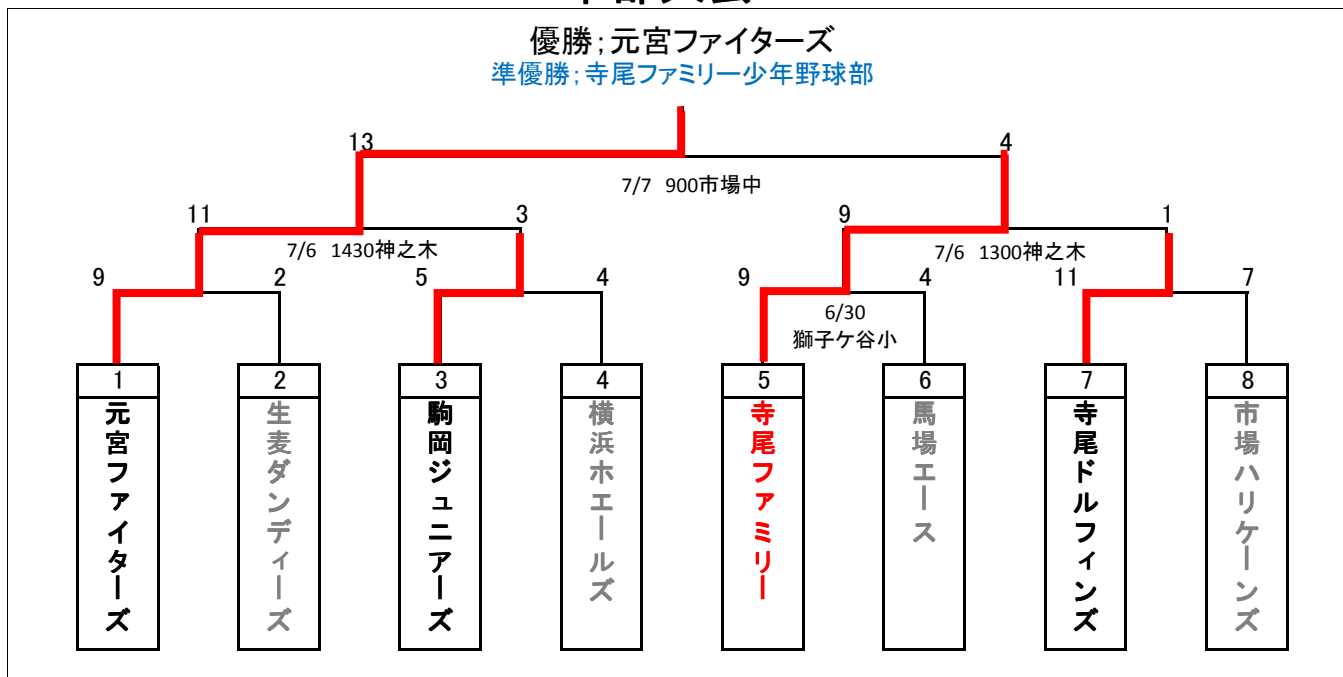 優勝；元宮ファイターズ
準優勝；寺尾ファミリー少年野球部
13 4
7/7 900市場中
11 3 9 1
7/6 1430神之木 7/6 1300神之木
9 2 5 4 9 4 11 7
6/30
獅子ケ谷小
1 2 3 4 5 6 7 8
元宮ファイターズ
生麦ダンディーズ
駒岡ジュニアーズ
横浜ホエールズ
寺尾ファミリー
馬場エース
寺尾ドルフィンズ
市場ハリケーンズ